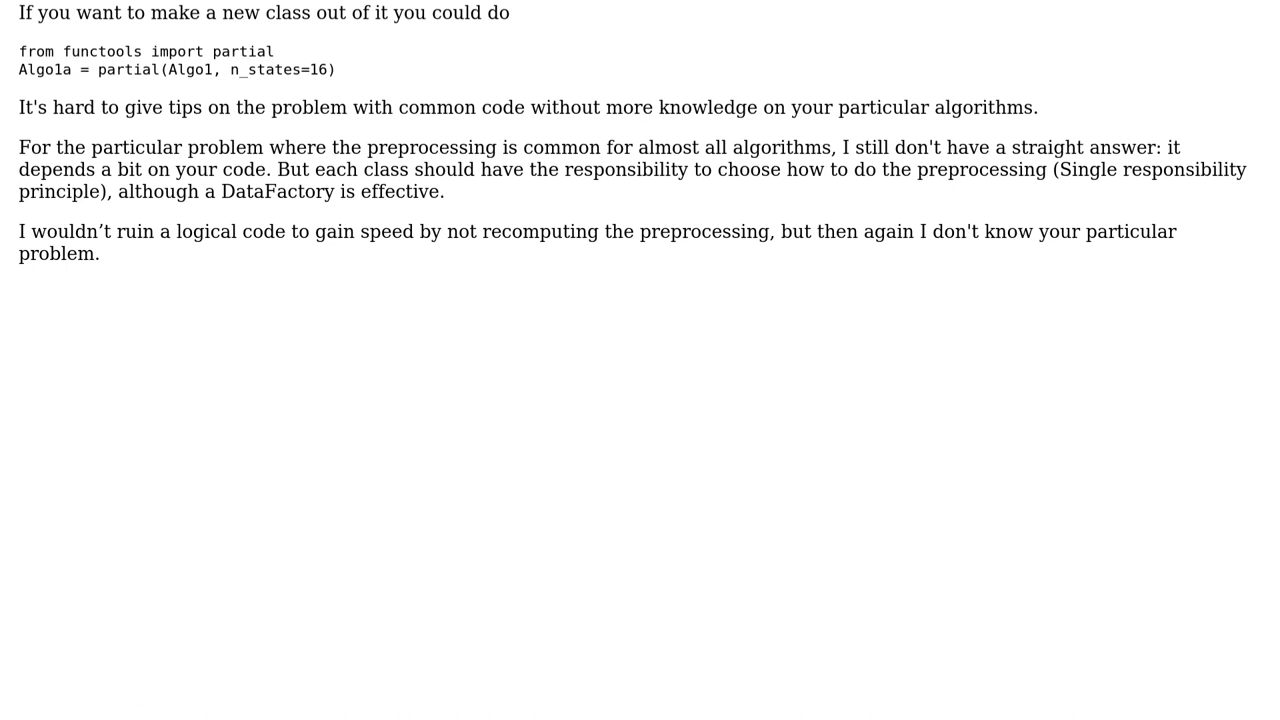 If you want to make a new class out of it you could do
from functools import partial
Algo1a = partial(Algo1, n_states=16)
It's hard to give tips on the problem with common code without more knowledge on your particular algorithms.
For the particular problem where the preprocessing is common for almost all algorithms, I still don't have a straight answer: it
depends a bit on your code. But each class should have the responsibility to choose how to do the preprocessing (Single responsibility
principle), although a DataFactory is effective.
I wouldn’t ruin a logical code to gain speed by not recomputing the preprocessing, but then again I don't know your particular
problem.